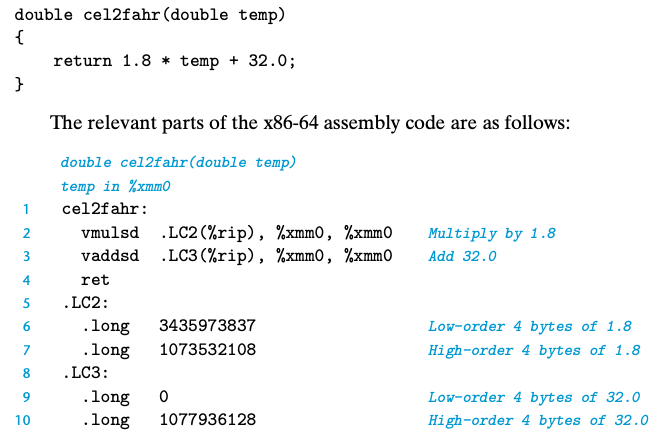 double cel2fahr(double temp)
{
    return 1.8 * temp + 32.0;
}
The relevant parts of the x86-64 assembly code are as follows:
double cel2fahr(double temp)
temp in %xmm0
1 cel2fahr:
2   vmulsd .LC2(%rip), %xmm0, %xmm0 Multiply by 1.8
3   vaddsd .LC3(%rip), %xmm0, %xmm0 Add 32.0
4   ret
5 .LC2:
6   .long 3435973837 Low-order 4 bytes of 1.8
7   .long 1073532108 High-order 4 bytes of 1.8
8 .LC3:
9   .long 0 Low-order 4 bytes of 32.0
10   .long 1077936128 High-order 4 bytes of 32.0